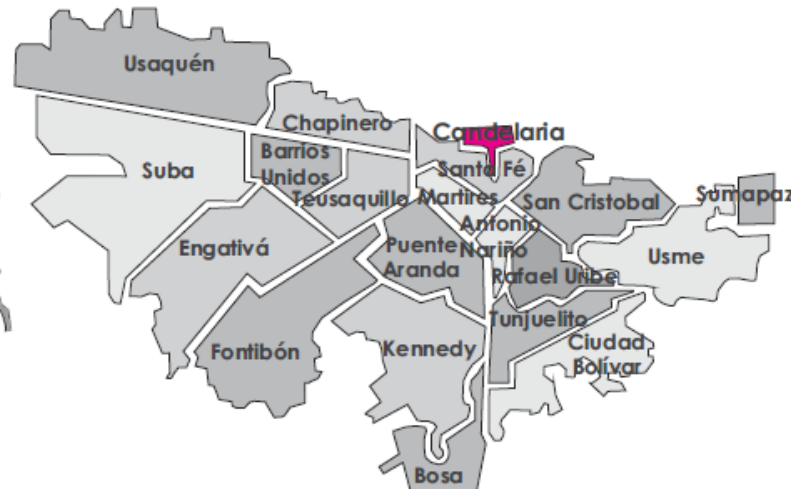 Usaquén
Chapinero
Candelaria
Barrios
Unidos
Suba
Santa Fé
Teusaquillo
Martires
San Cristobal
Sumapaz
Antonio
Nariño
Engativá
Puente
Aranda
Usme
Rafael Uribe
Tunjuelito
Fontibón
Kennedy
Ciudad
Bolívar
Bosa